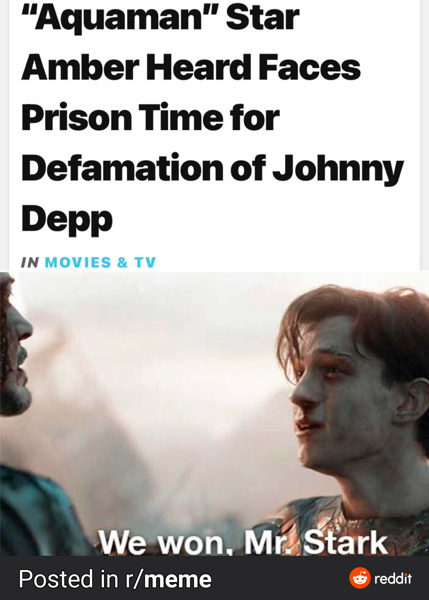 “Aquaman” Star
Amber Heard Faces
Prison Time for
Defamation of Johnny
Depp
IN MOVIES & TV
We won, Mr. Stark
Posted in r/meme
reddit